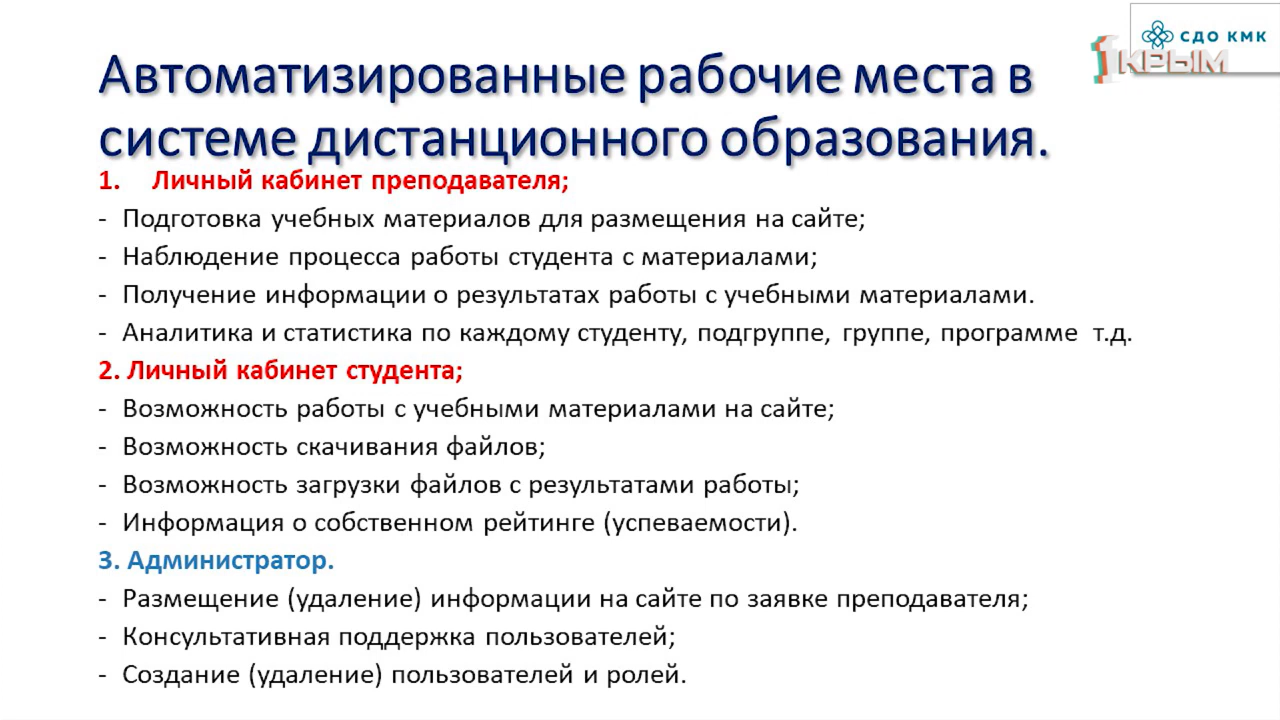 СДО КМК
1 КРЫМ
Автоматизированные рабочие места в
системе дистанционного образования.
1. Личный кабинет преподавателя;
- Подготовка учебных материалов для размещения на сайте;
- Наблюдение процесса работы студента с материалами;
- Получение информации о результатах работы с учебными материалами.
- Аналитика и статистика по каждому студенту, подгруппе, группе, программе т.д.
2. Личный кабинет студента;
- Возможность работы с учебными материалами на сайте;
- Возможность скачивания файлов;
- Возможность загрузки файлов с результатами работы;
- Информация о собственном рейтинге (успеваемости).
3. Администратор.
- Размещение (удаление) информации на сайте по заявке преподавателя;
- Консультативная поддержка пользователей;
- Создание (удаление) пользователей и ролей.